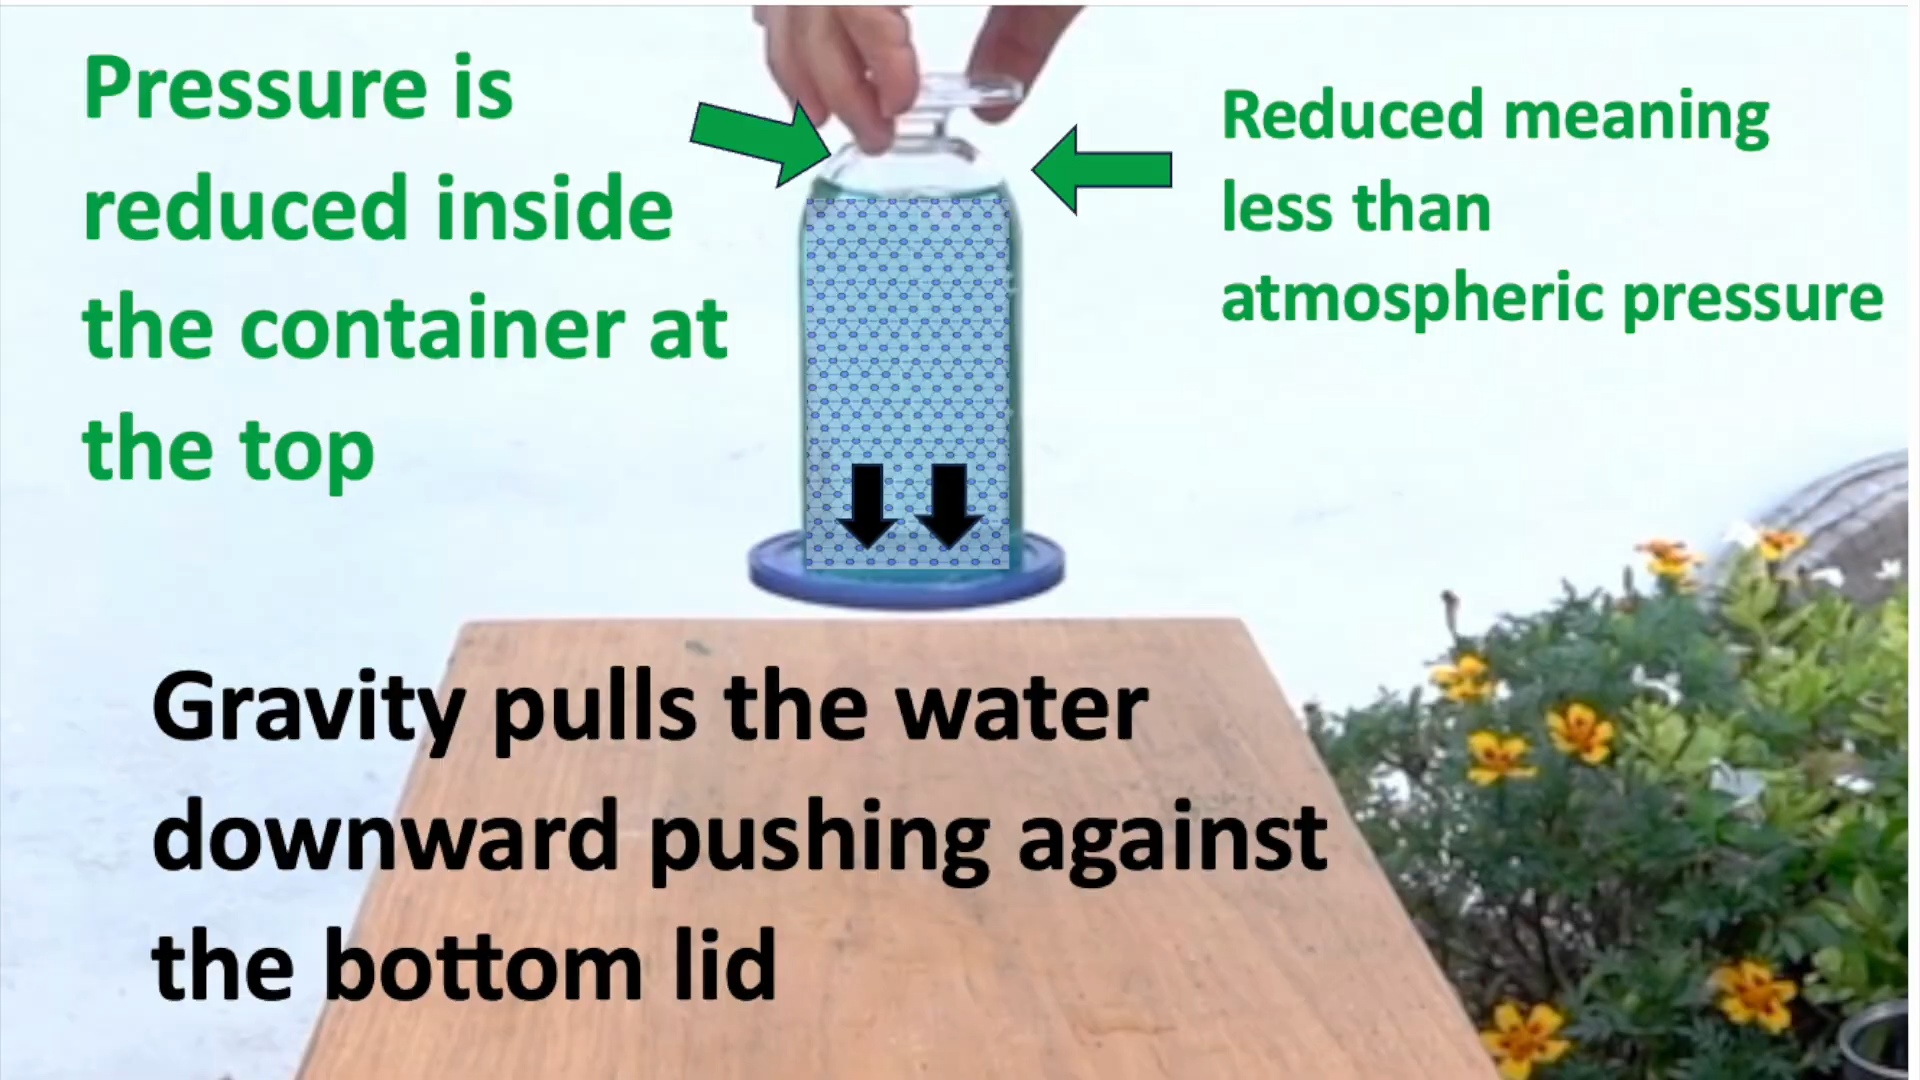 Pressure is
reduced inside
the container at
the top
Reduced meaning
less than
atmospheric pressure
Gravity pulls the water
downward pushing against
the bottom lid